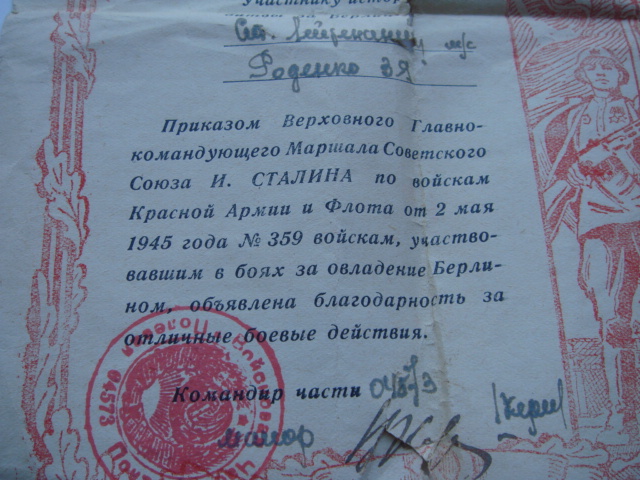 Участнику
Ст. Лейтенанту м/с
Роденко
Приказом Верховного Главно-
командующего Маршала Советского
Союза И. СТАЛИНА по войскам
Красной Армии и Флота от 2 мая
1945 года № 359 войскам, участво-
вавшим в боях за овладение Берли-
ном, объявлена благодарность за
отличные боевые действия.
Командир части
майор
Полевая
04573